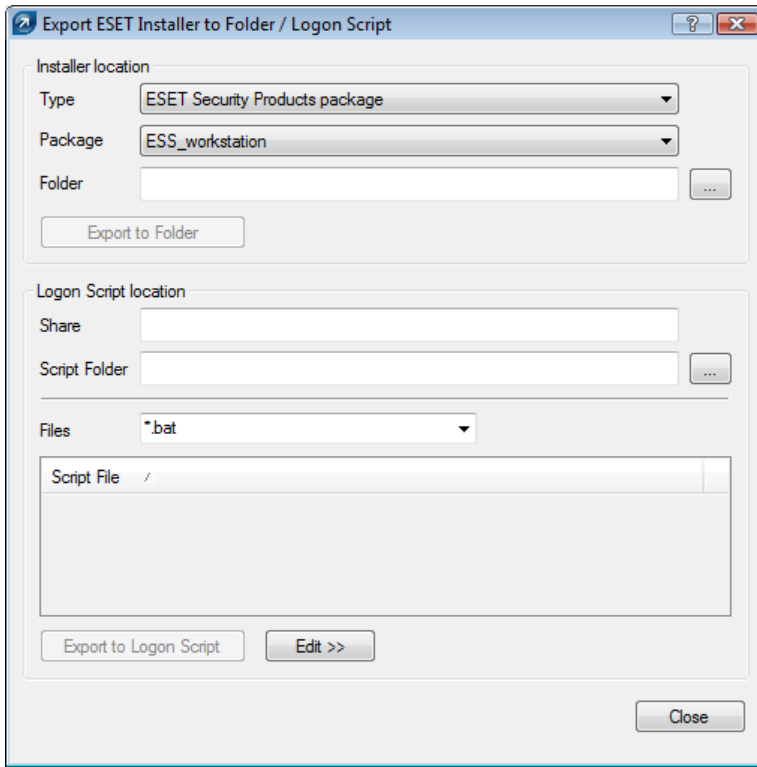 Export ESET Installer to Folder / Logon Script
Installer location
Type ESET Security Products package
Package ESS_workstation
Folder ...
Export to Folder
Logon Script location
Share
Script Folder ...
Files *.bat
Script File /
Export to Logon Script Edit >>
Close